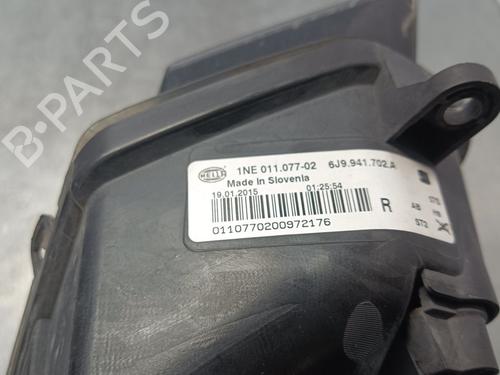 B-PARTS
HELLA
1NE 011.077-02 6J9.941.702.A
Made in Slovenia
19.01.2015 01:25:54
R
0110770200972176